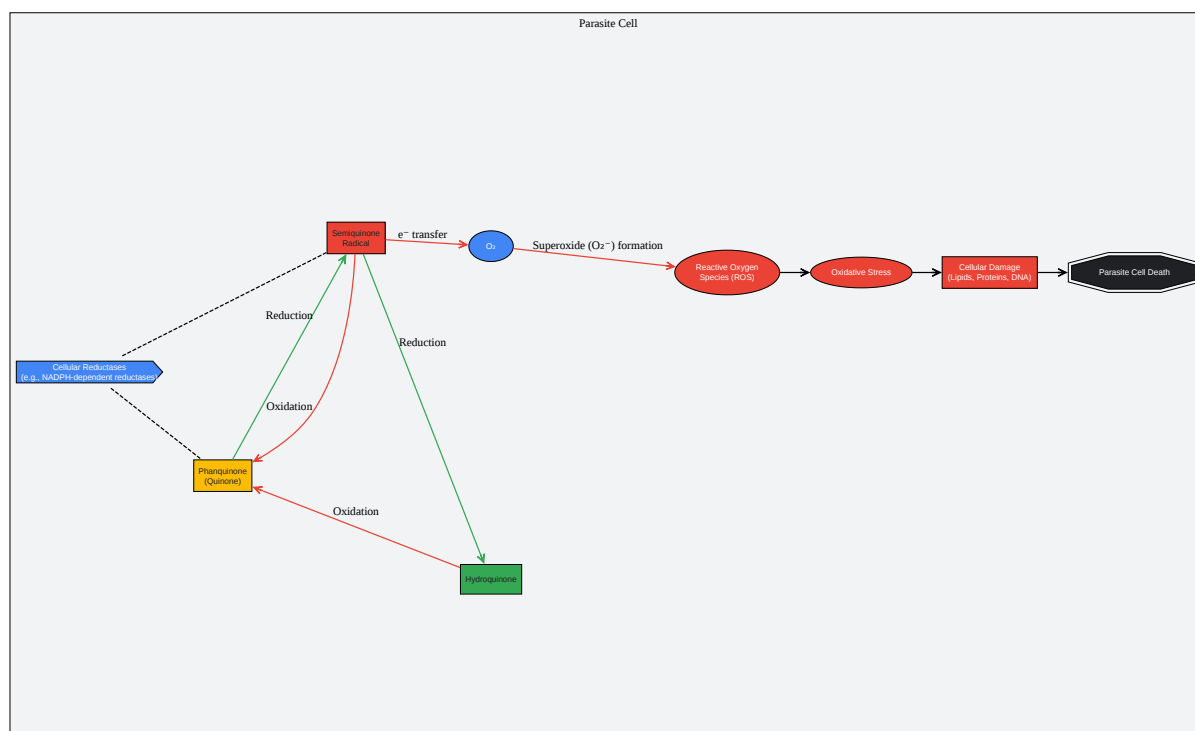 Parasite Cell
Semiquinone
Radical
e⁻ transfer
O₂
Superoxide (O₂⁻) formation
Reactive Oxygen
Species (ROS)
Oxidative Stress
Cellular Damage
(Lipids, Proteins, DNA)
Parasite Cell Death
Reduction
Reduction
Cellular Reductases
(e.g., NADPH-dependent reductases)
Oxidation
Phanquinone
(Quinone)
Oxidation
Hydroquinone